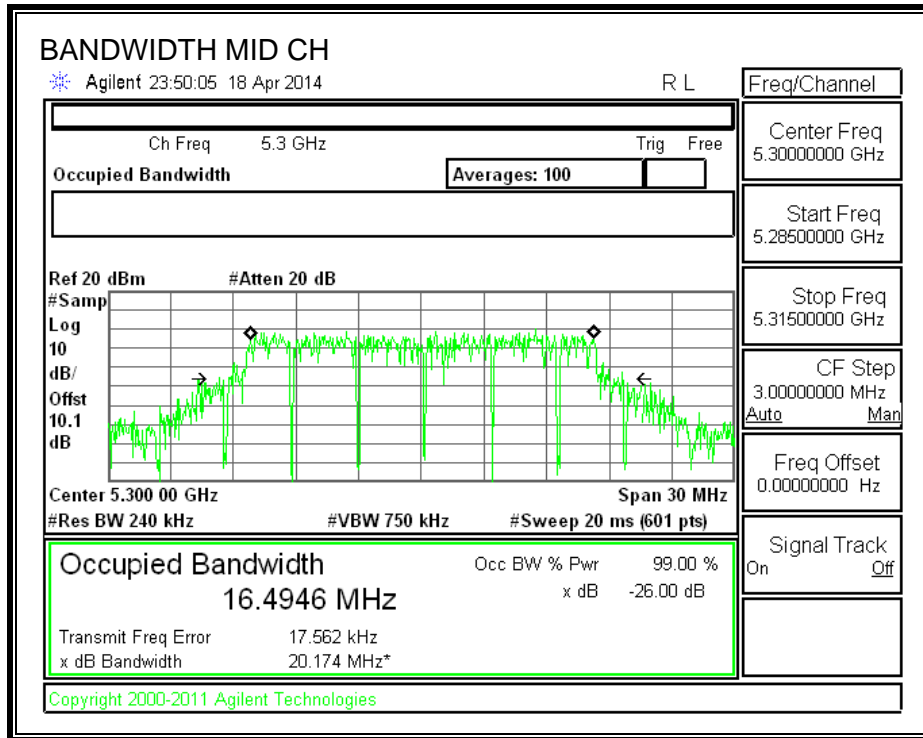 BANDWIDTH MID CH
Agilent 23:50:05 18 Apr 2014 R L
Freq/Channel
Ch Freq 5.3 GHz Trig Free
Occupied Bandwidth Averages: 100
Center Freq
5.30000000 GHz
Start Freq
5.28500000 GHz
Stop Freq
5.31500000 GHz
CF Step
3.00000000 MHz
Auto Man
Freq Offset
0.00000000 Hz
Signal Track
On Off
Ref 20 dBm #Atten 20 dB
#Samp
Log
10
dB/
Offst
10.1
dB
Center 5.300 00 GHz Span 30 MHz
#Res BW 240 kHz #VBW 750 kHz #Sweep 20 ms (601 pts)
Occupied Bandwidth Occ BW % Pwr 99.00 %
16.4946 MHz x dB -26.00 dB
Transmit Freq Error 17.562 kHz
x dB Bandwidth 20.174 MHz*
Copyright 2000-2011 Agilent Technologies